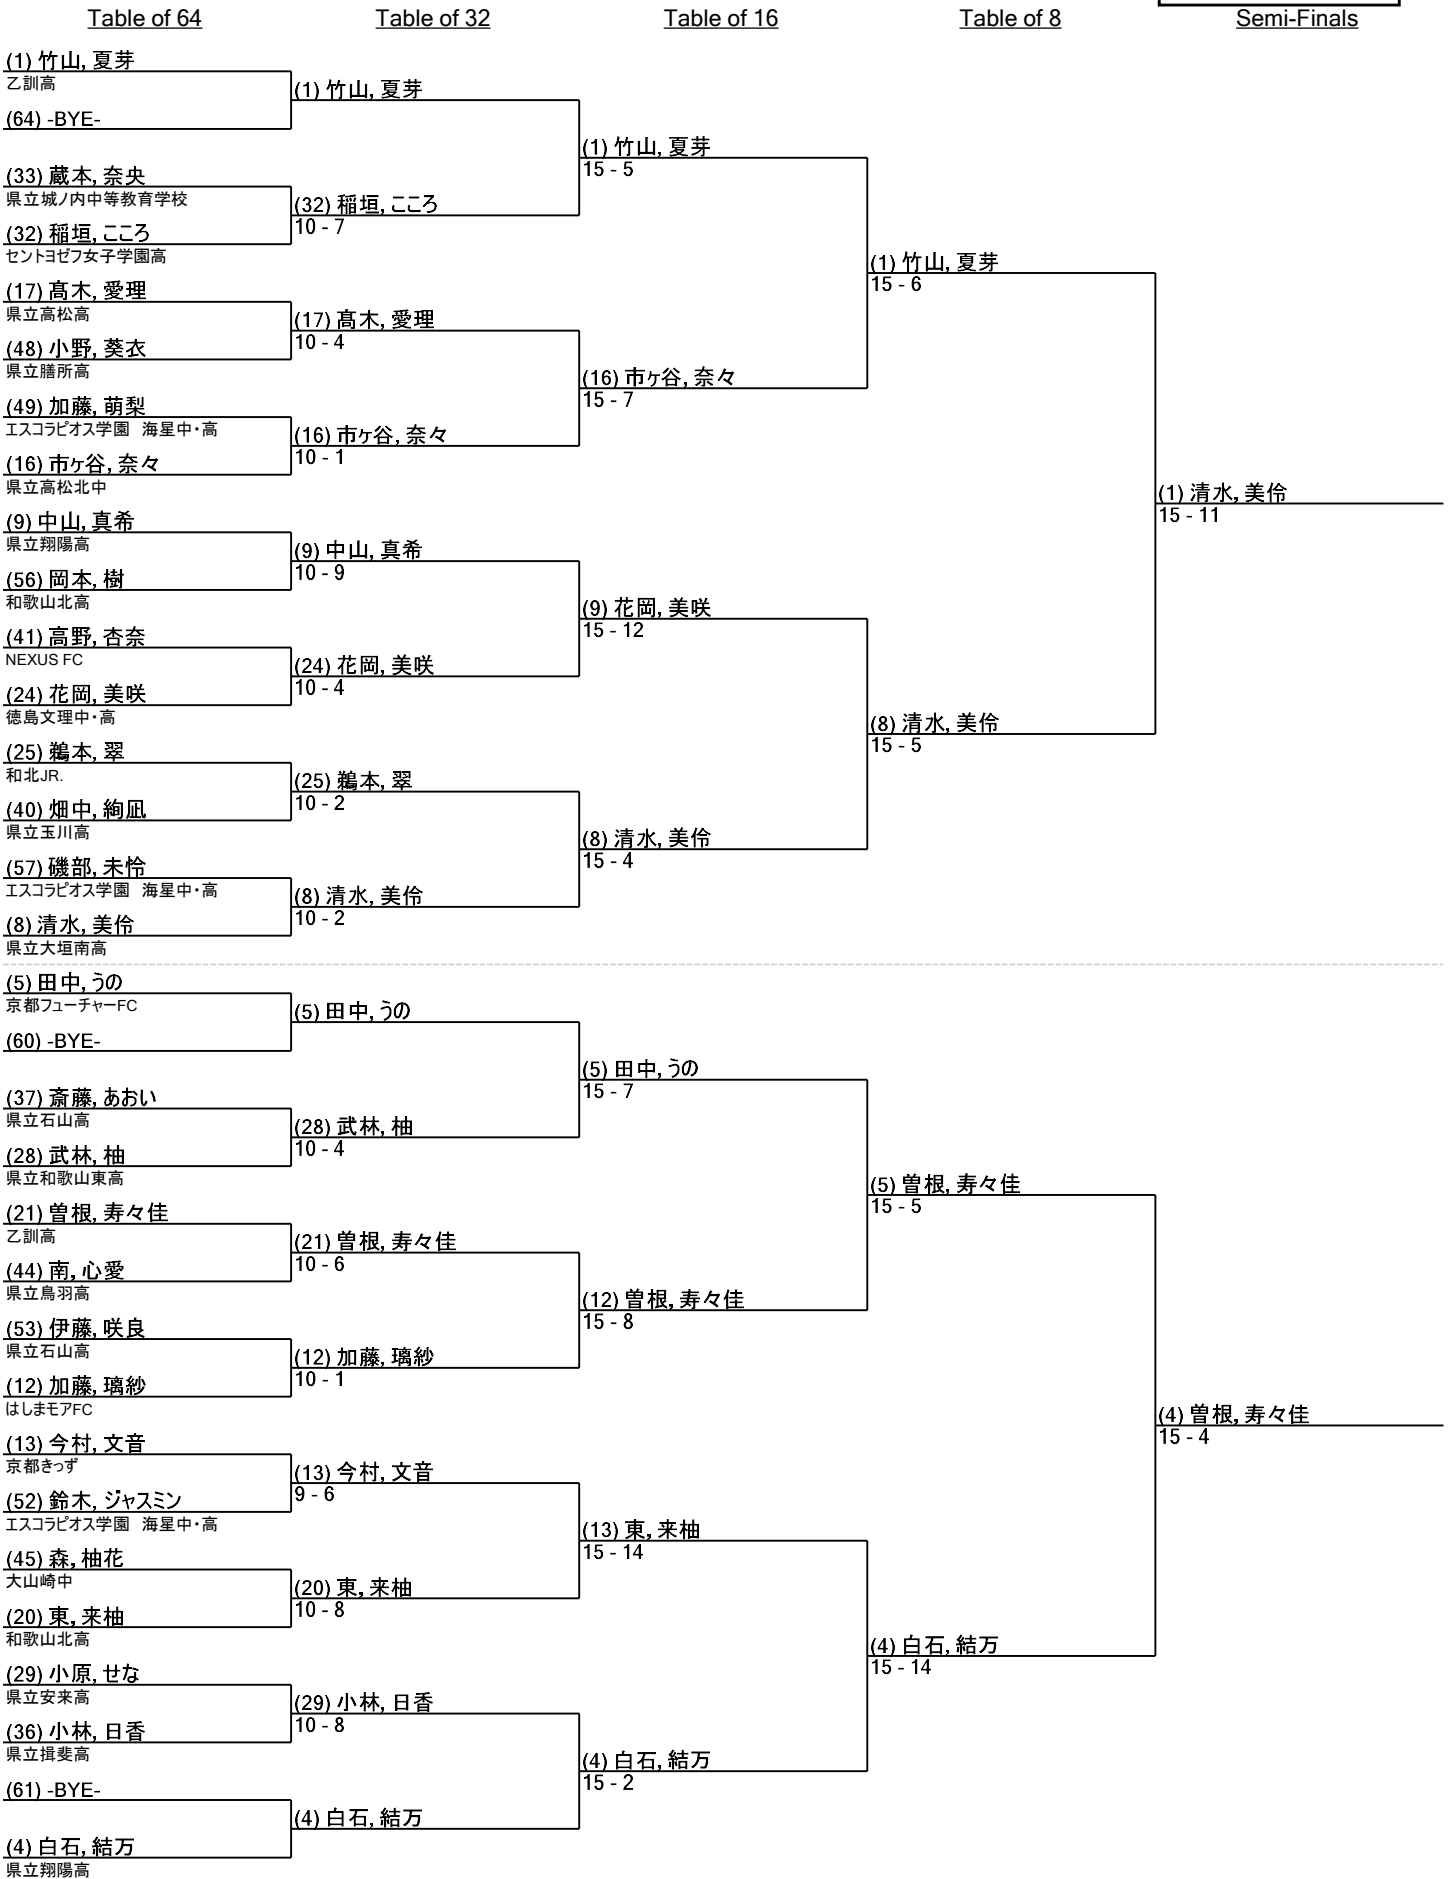 Table of 64
Table of 32
Table of 16
Table of 8
Semi-Finals
(1) 竹山, 夏芽
乙訓高
(64) -BYE-
(33) 蔵本, 奈央
県立城ノ内中等教育学校
(32) 稲垣, こころ
セントヨゼフ女子学園高
(17) 髙木, 愛理
県立高松高
(48) 小野, 葵衣
県立膳所高
(49) 加藤, 萌梨
エスコラピオス学園　海星中・高
(16) 市ヶ谷, 奈々
県立高松北中
(9) 中山, 真希
県立翔陽高
(56) 岡本, 樹
和歌山北高
(41) 高野, 杏奈
NEXUS FC
(24) 花岡, 美咲
徳島文理中・高
(25) 鵜本, 翠
和北JR.
(40) 畑中, 絢凪
県立玉川高
(57) 磯部, 未怜
エスコラピオス学園　海星中・高
(8) 清水, 美伶
県立大垣南高
(5) 田中, うの
京都フューチャーFC
(60) -BYE-
(37) 斎藤, あおい
県立石山高
(28) 武林, 柚
県立和歌山東高
(21) 曽根, 寿々佳
乙訓高
(44) 南, 心愛
県立鳥羽高
(53) 伊藤, 咲良
県立石山高
(12) 加藤, 璃紗
はしまモアFC
(13) 今村, 文音
京都きっず
(52) 鈴木, ジャスミン
エスコラピオス学園　海星中・高
(45) 森, 柚花
大山崎中
(20) 東, 来柚
和歌山北高
(29) 小原, せな
県立安来高
(36) 小林, 日香
県立揖斐高
(61) -BYE-
(4) 白石, 結万
県立翔陽高
(1) 竹山, 夏芽
(32) 稲垣, こころ
10 - 7
(17) 髙木, 愛理
10 - 4
(16) 市ヶ谷, 奈々
10 - 1
(9) 中山, 真希
10 - 9
(24) 花岡, 美咲
10 - 4
(25) 鵜本, 翠
10 - 2
(8) 清水, 美伶
10 - 2
(5) 田中, うの
(28) 武林, 柚
10 - 4
(21) 曽根, 寿々佳
10 - 6
(12) 加藤, 璃紗
10 - 1
(13) 今村, 文音
9 - 6
(20) 東, 来柚
10 - 8
(29) 小林, 日香
10 - 8
(4) 白石, 結万
(1) 竹山, 夏芽
15 - 5
(16) 市ヶ谷, 奈々
15 - 7
(9) 花岡, 美咲
15 - 12
(8) 清水, 美伶
15 - 4
(5) 田中, うの
15 - 7
(12) 曽根, 寿々佳
15 - 8
(13) 東, 来柚
15 - 14
(4) 白石, 結万
15 - 2
(1) 竹山, 夏芽
15 - 6
(8) 清水, 美伶
15 - 5
(5) 曽根, 寿々佳
15 - 5
(4) 白石, 結万
15 - 14
(1) 清水, 美伶
15 - 11
(4) 曽根, 寿々佳
15 - 4